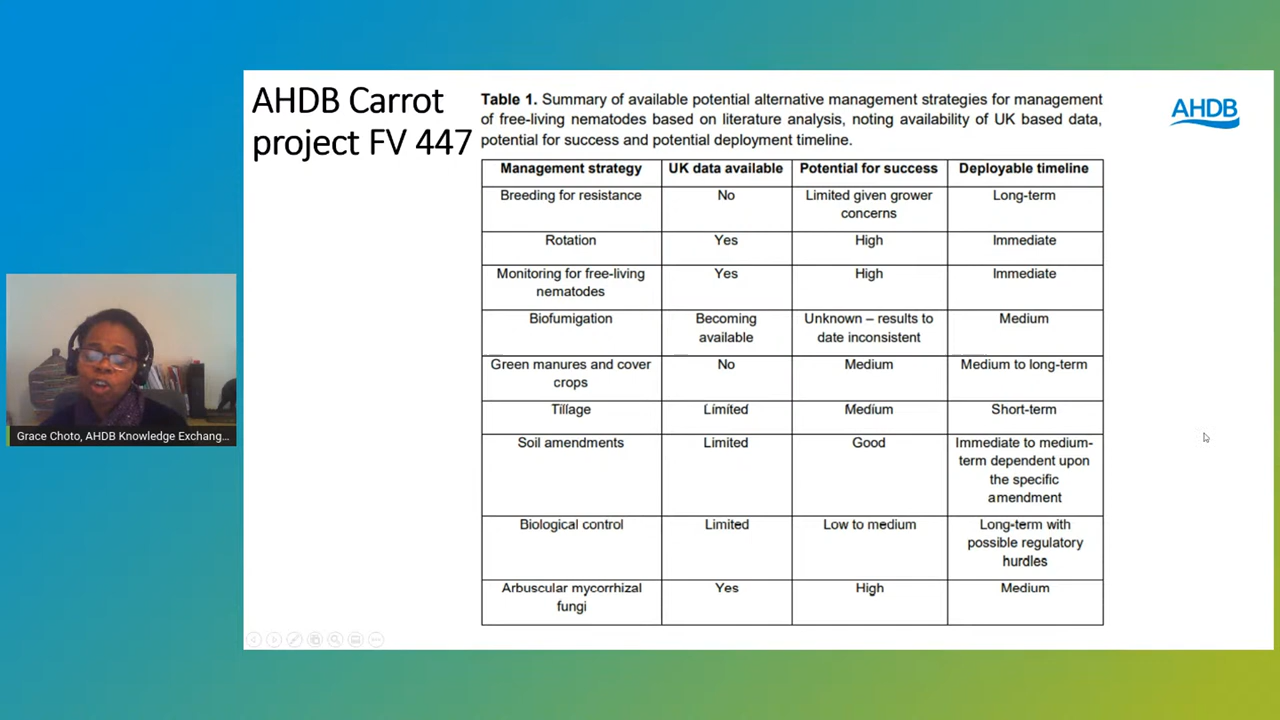 AHDB Carrot
project FV 447
Table 1. Summary of available potential alternative management strategies for management
of free-living nematodes based on literature analysis, noting availability of UK based data,
potential for success and potential deployment timeline.
AHDB
Management strategy UK data available Potential for success Deployable timeline
Breeding for resistance No Limited given grower concerns Long-term
Rotation Yes High Immediate
Monitoring for free-living nematodes Yes High Immediate
Biofumigation Becoming available Unknown – results to date inconsistent Medium
Green manures and cover crops No Medium Medium to long-term
Tillage Limited Medium Short-term
Soil amendments Limited Good Immediate to medium-term dependent upon the specific amendment
Biological control Limited Low to medium Long-term with possible regulatory hurdles
Arbuscular mycorrhizal fungi Yes High Medium
Grace Choto, AHDB Knowledge Exchang...